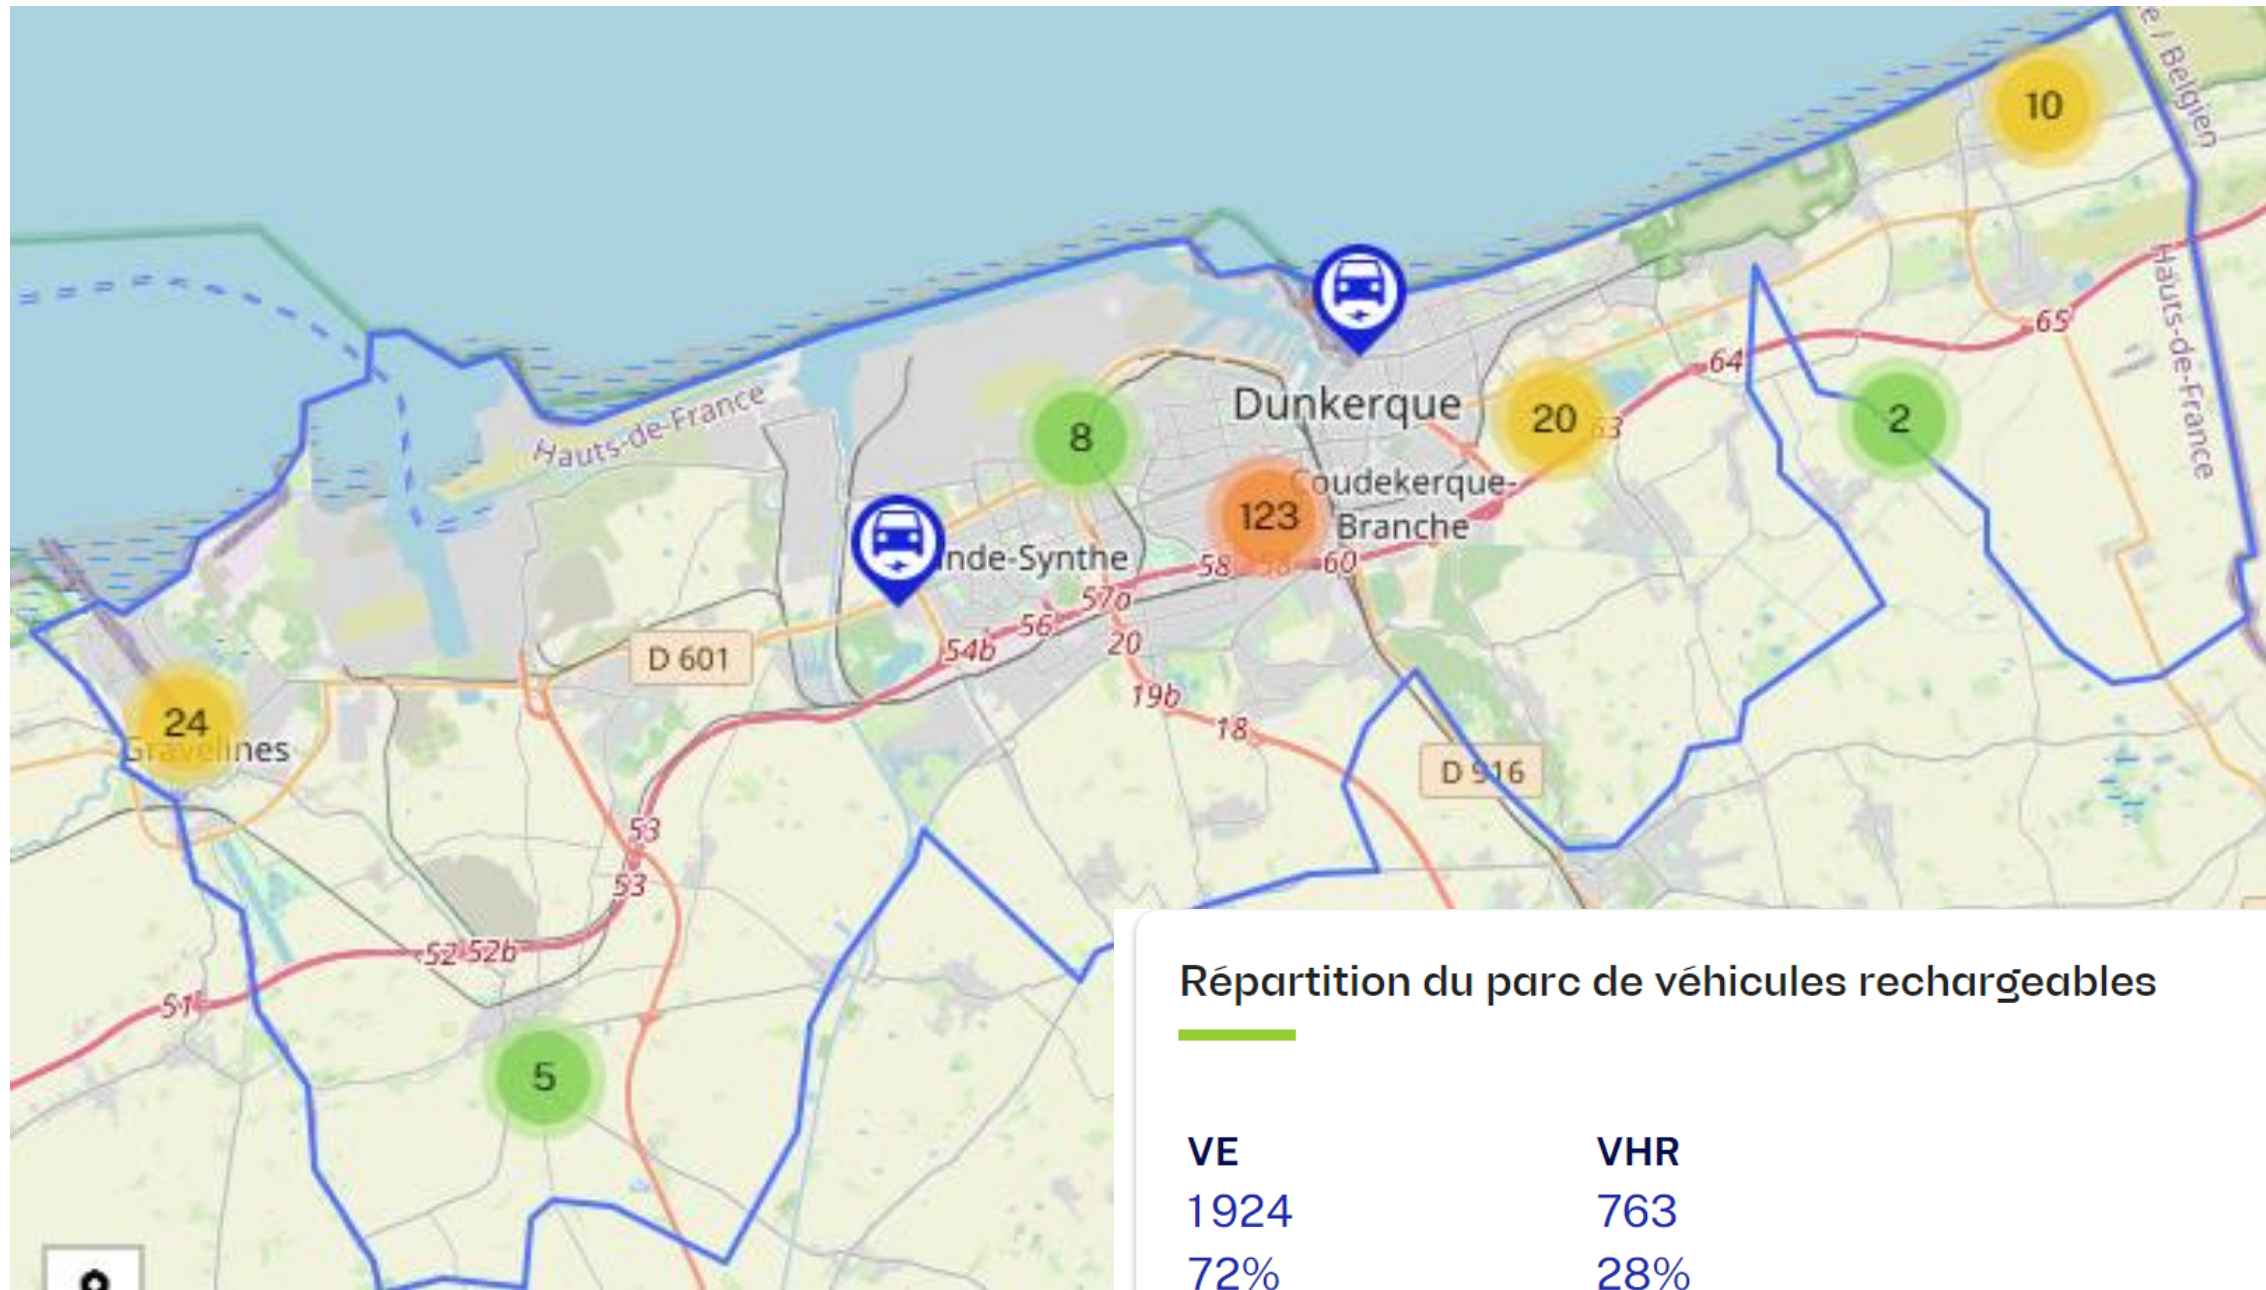 e / Belgien
10
Hauts-de-France
65
64
Hauts-de-France
Dunkerque
20
63
2
8
123
Coudekerque-
Branche
nde-Synthe
58
58
60
57a
56
54b
20
D 601
19b
18
24
Gravelines
D 916
53
53
52
52b
51
5
Répartition du parc de véhicules rechargeables
VE
VHR
1924
763
72%
28%